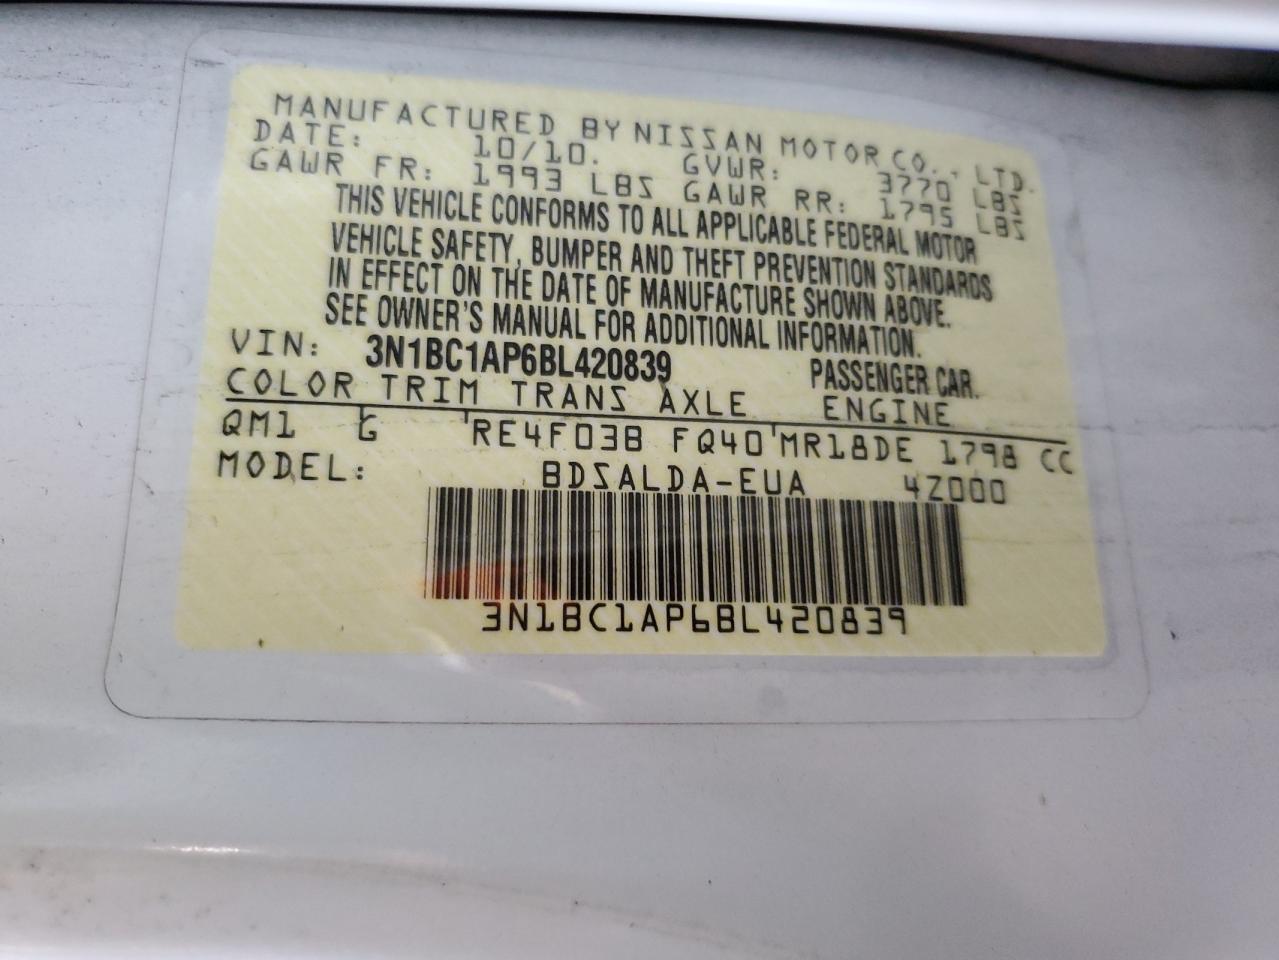 MANUFACTURED BY NISSAN MOTOR CO., LTD.
DATE: 10/10. GVWR: 3770 LBS
GAWR FR: 1993 LBS GAWR RR: 1795 LBS
THIS VEHICLE CONFORMS TO ALL APPLICABLE FEDERAL MOTOR
VEHICLE SAFETY, BUMPER AND THEFT PREVENTION STANDARDS
IN EFFECT ON THE DATE OF MANUFACTURE SHOWN ABOVE.
SEE OWNER'S MANUAL FOR ADDITIONAL INFORMATION.
VIN: 3N1BC1AP6BL420839 PASSENGER CAR.
COLOR TRIM TRANS AXLE ENGINE
QM1 G RE4F03B FQ40 MR18DE 1798 CC
MODEL: BDSALDA-EUA 4Z000
3N1BC1AP6BL420839